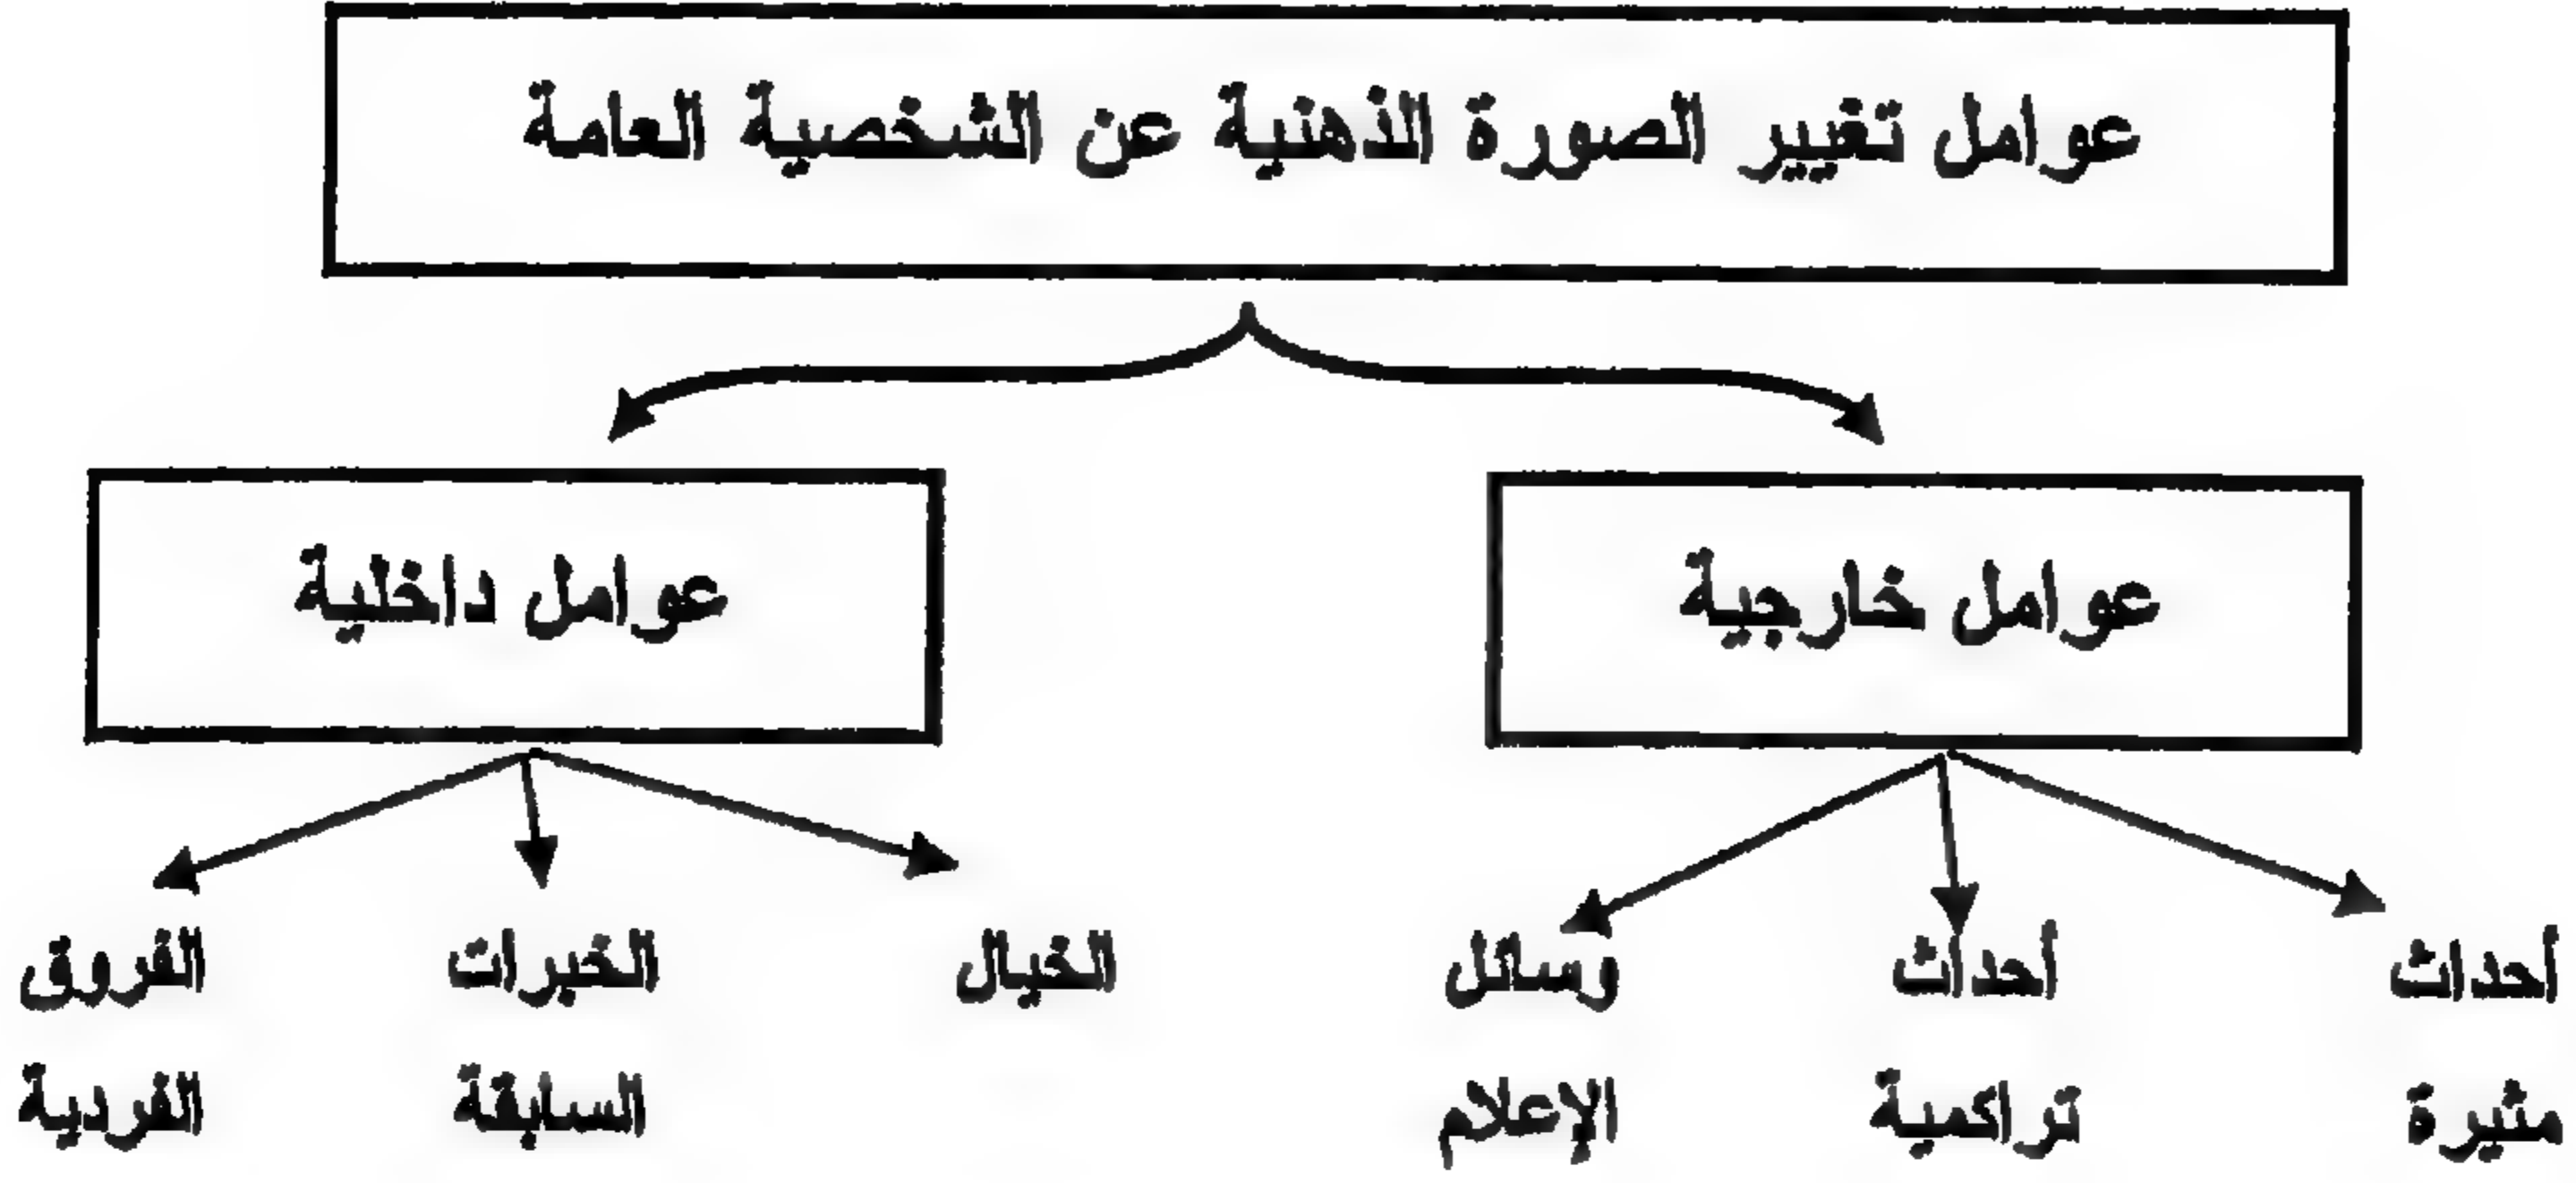 عوامل تغيير الصورة الذهنية عن الشخصية العامة
عوامل خارجية
عوامل داخلية
أحداث
مثيرة
أحداث
تراكمية
وسائل
الإعلام
الخيال
الخبرات
السابقة
الفروق
الفردية